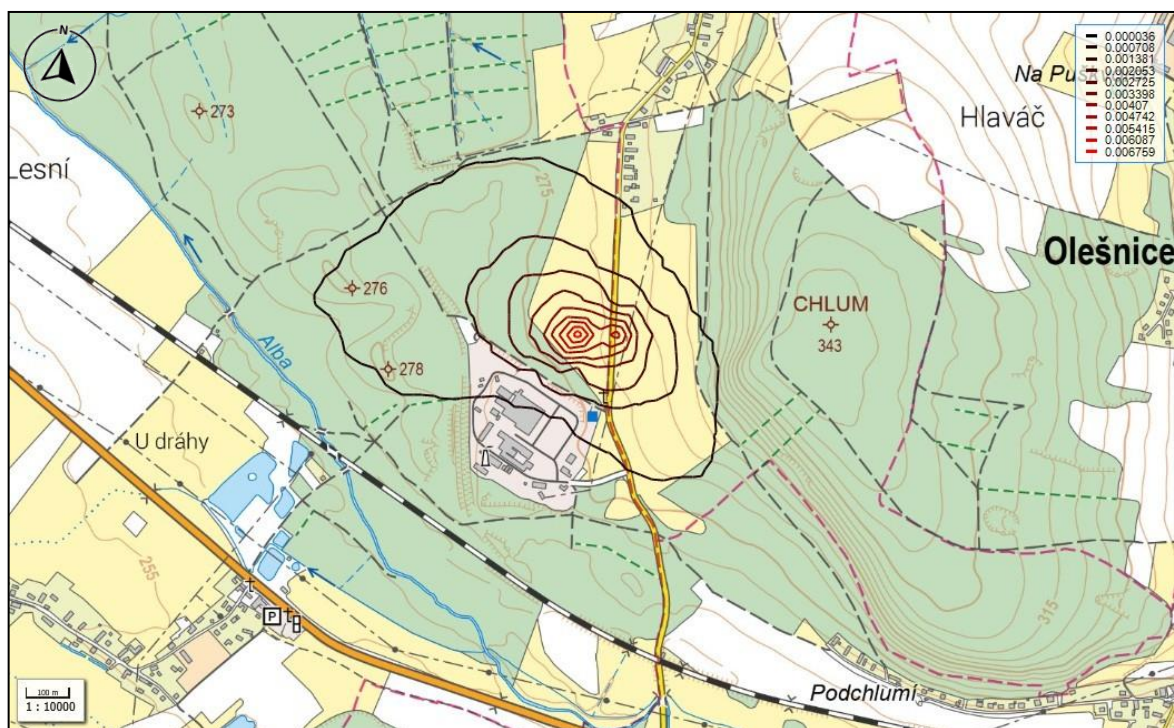 N
0.000036
0.000708
0.001381
0.002053
0.002725
0.003398
0.00407
0.004742
0.005415
0.006087
0.006759
Na
Hlaváč
273
Lesní
275
276
Olešnice
CHLUM
343
278
Alba
U dráhy
255
P
315
Podchlumí
100 m
1 : 10000